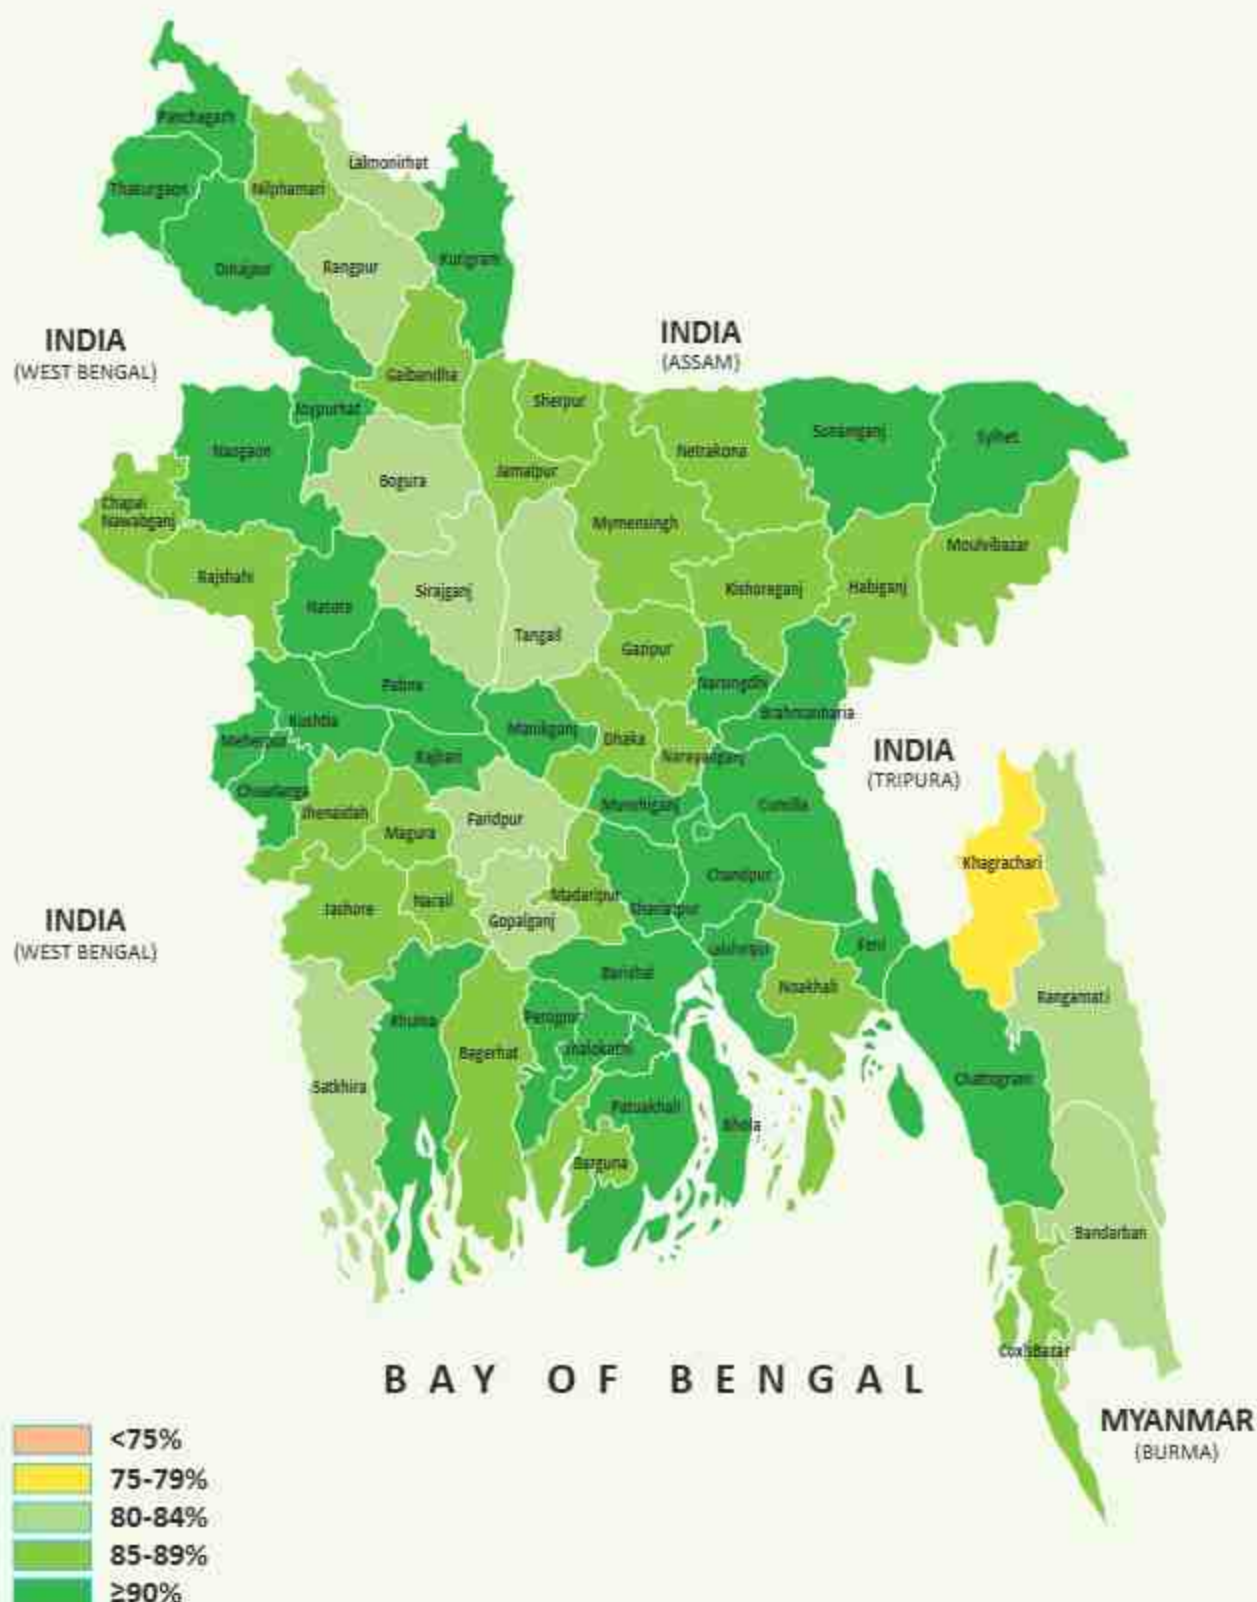 Panchagarh
Lalmonirhat
Thakurgaon
Nilphamari
Dinajpur
Rangpur
Kurigram
INDIA
(WEST BENGAL)
INDIA
(ASSAM)
Gaibandha
Sherpur
Joypurhat
Naogaon
Sunamganj
Sylhet
Netrakona
Jamalpur
Bogura
Chapai
Nawabganj
Mymensingh
Moulvibazar
Rajshahi
Sirajganj
Kishoreganj
Habiganj
Natore
Tangail
Gazipur
Pabna
Narsingdhi
Brahmanbaria
Kushtia
Manikganj
Meherpur
Dhaka
Narayanganj
INDIA
(TRIPURA)
Rajbari
Chuadanga
Jhenaidah
Munshiganj
Cumilla
Magura
Faridpur
Khagrachari
Chandpur
INDIA
(WEST BENGAL)
Jashore
Narail
Madaripur
Shariatpur
Gopalganj
Lakshmipur
Feni
Barishal
Noakhali
Rangamati
Khulna
Pirojpur
Jhalokathi
Bagerhat
Satkhira
Chattogram
Patuakhali
Bhola
Barguna
Bandarban
Cox'sBazar
BAY OF BENGAL
MYANMAR
(BURMA)
<75%
75-79%
80-84%
85-89%
≥90%